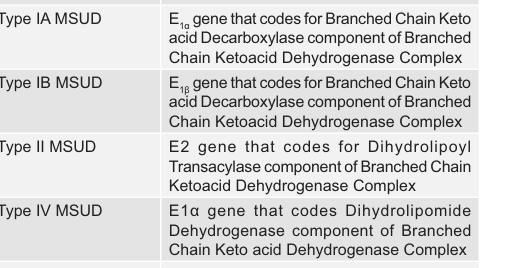 Type IA MSUD
E1α gene that codes for Branched Chain Keto
acid Decarboxylase component of Branched
Chain Ketoacid Dehydrogenase Complex
Type IB MSUD
E1β gene that codes for Branched Chain Keto
acid Decarboxylase component of Branched
Chain Ketoacid Dehydrogenase Complex
Type II MSUD
E2 gene that codes for Dihydrolipoyl
Transacylase component of Branched Chain
Ketoacid Dehydrogenase Complex
Type IV MSUD
E1α gene that codes Dihydrolipomide
Dehydrogenase component of Branched
Chain Keto acid Dehydrogenase Complex